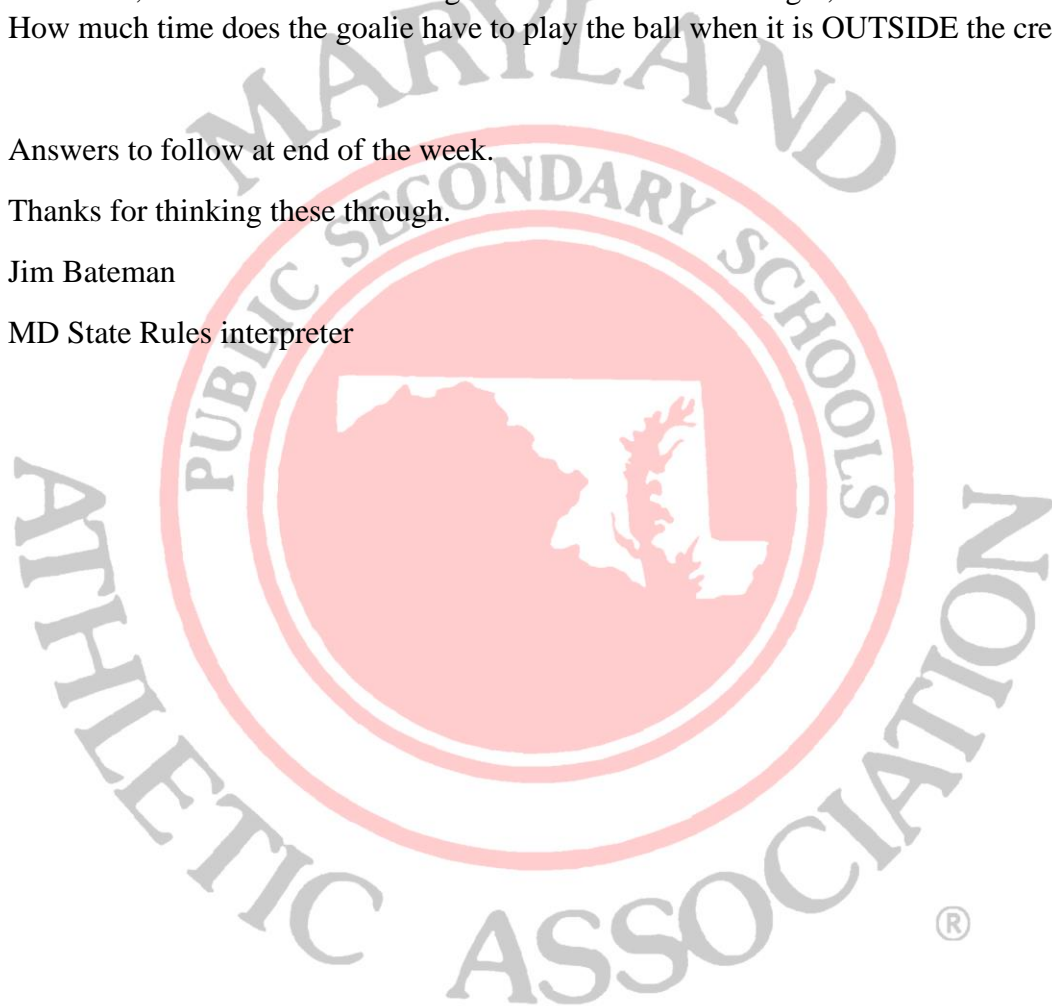 How much time does the goalie have to play the ball when it is OUTSIDE the cre
Answers to follow at end of the week.
Thanks for thinking these through.
Jim Bateman
MD State Rules interpreter
MARYLAND
PUBLIC SECONDARY SCHOOLS
ATHLETIC ASSOCIATION
®